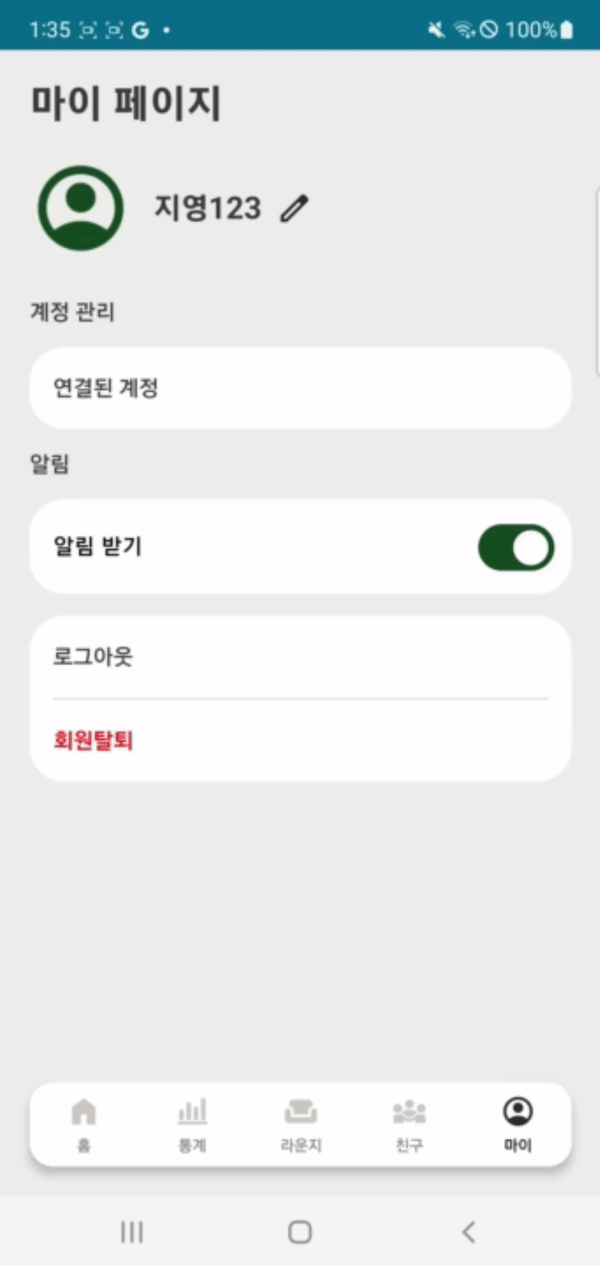 1:35 G 100%
마이 페이지
지영123
계정 관리
연결된 계정
알림
알림 받기
로그아웃
회원탈퇴
홈 통계 라운지 친구 마이